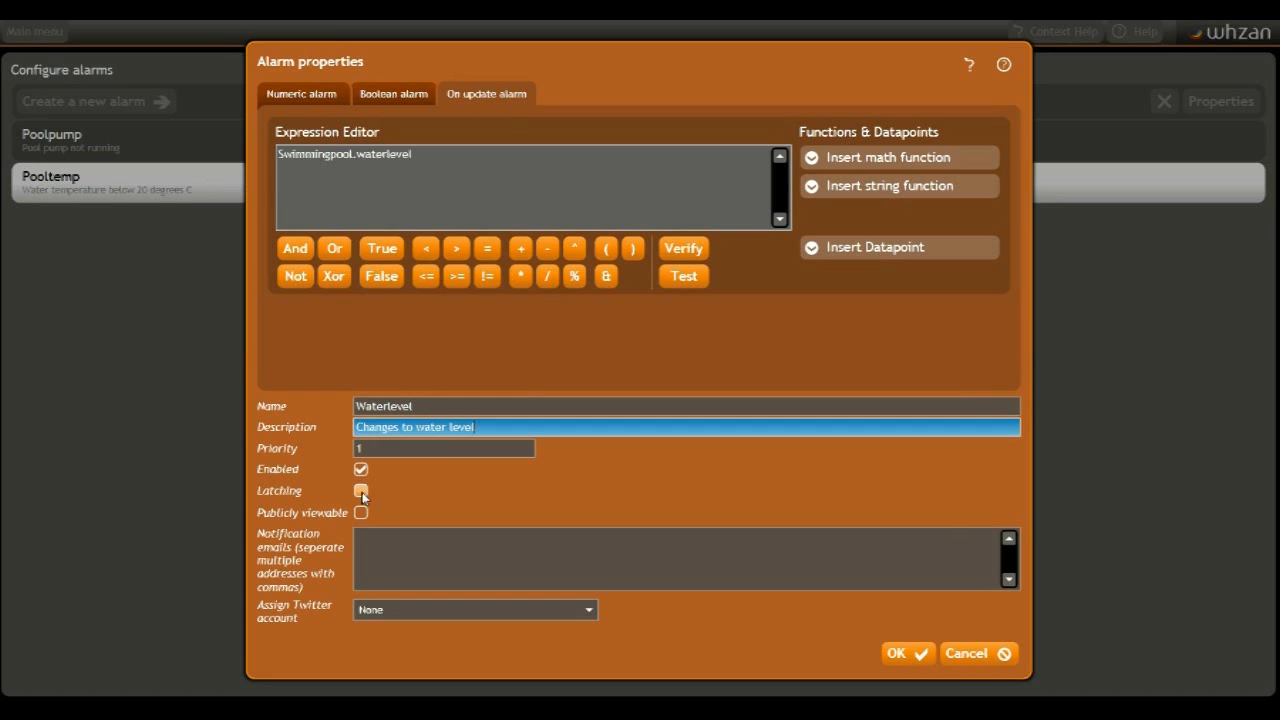 Main menu
Context Help
Help
whzan
Configure alarms
Create a new alarm
Properties
Poolpump
Pool pump not running
Pooltemp
Water temperature below 20 degrees C
Alarm properties
?
?
Numeric alarm
Boolean alarm
On update alarm
Expression Editor
Swimmingpool.waterlevel
Functions & Datapoints
Insert math function
Insert string function
Insert Datapoint
And Or True < > = + - ^ ( ) Verify
Not Xor False <= >= != * / % & Test
Name
Waterlevel
Description
Changes to water level
Priority
1
Enabled
Latching
Publicly viewable
Notification
emails (seperate
multiple
addresses with
commas)
Assign Twitter
account
None
OK
Cancel